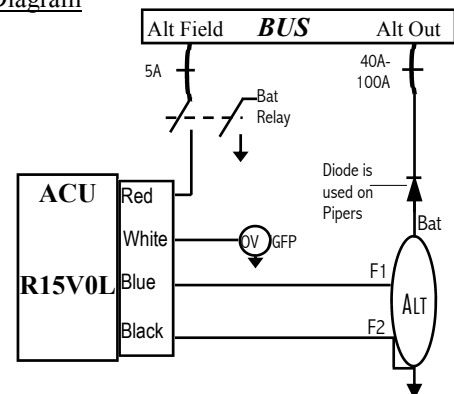 Diagram
Alt Field BUS Alt Out
5A
40A-
100A
Bat
Relay
Diode is
used on
Pipers
Bat
ACU
R15V0L
Red
White
Blue
Black
OV GFP
F1
F2
ALT